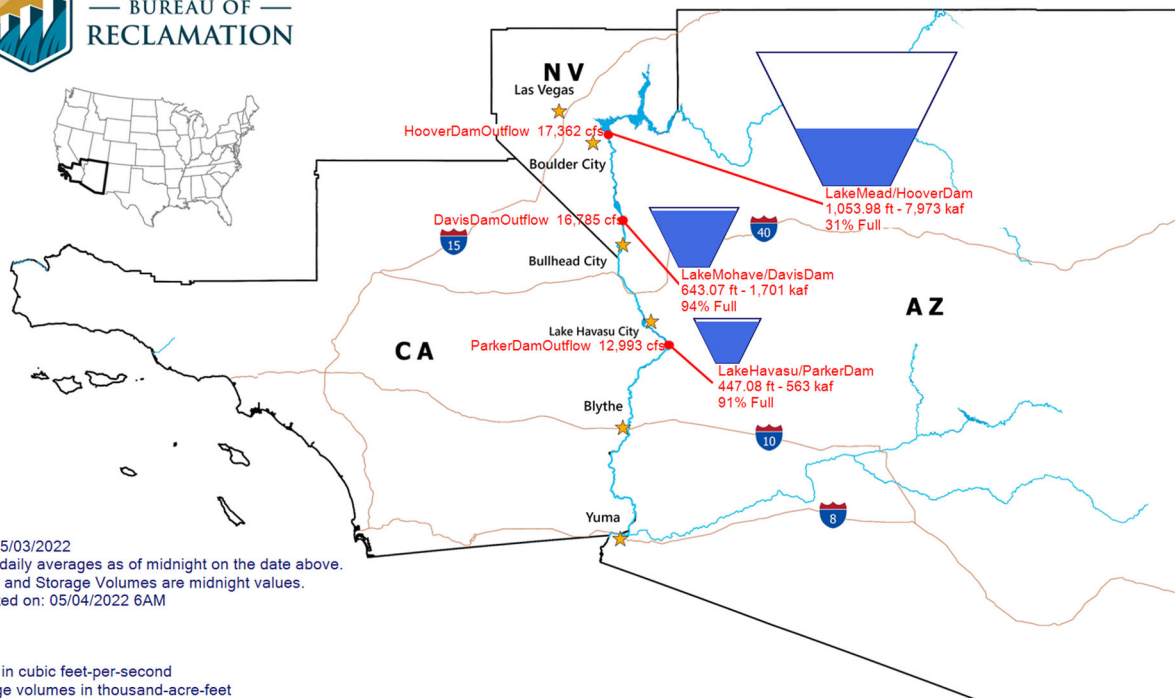 BUREAU OF
RECLAMATION
NV
Las Vegas
HooverDamOutflow 17,362 cfs
Boulder City
LakeMead/HooverDam
1,053.98 ft - 7,973 kaf
31% Full
DavisDamOutflow 16,785 cfs
15
40
Bullhead City
LakeMohave/DavisDam
643.07 ft - 1,701 kaf
94% Full
AZ
Lake Havasu City
CA
ParkerDamOutflow 12,993 cfs
LakeHavasu/ParkerDam
447.08 ft - 563 kaf
91% Full
Blythe
10
Yuma
8
5/03/2022
daily averages as of midnight on the date above.
and Storage Volumes are midnight values.
ted on: 05/04/2022 6AM
in cubic feet-per-second
ge volumes in thousand-acre-feet